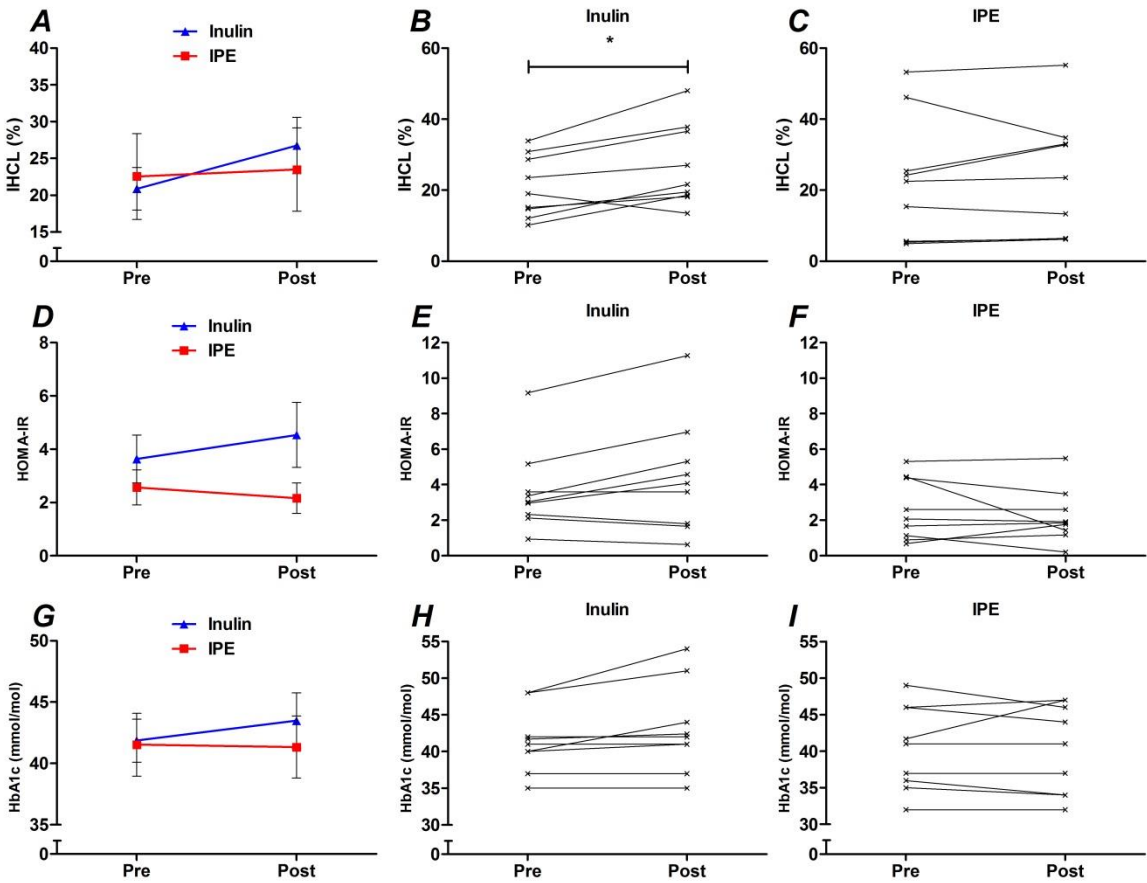 A
Inulin
IPE
IHCL (%)
40
35
30
25
20
15
0
Pre Post
B
Inulin
*
IHCL (%)
60
40
20
0
Pre Post
C
IPE
IHCL (%)
60
40
20
0
Pre Post
D
Inulin
IPE
HOMA-IR
8
6
4
2
0
Pre Post
E
Inulin
HOMA-IR
12
10
8
6
4
2
0
Pre Post
F
IPE
HOMA-IR
12
10
8
6
4
2
0
Pre Post
G
Inulin
IPE
HbA1c (mmol/mol)
50
45
40
35
0
Pre Post
H
Inulin
HbA1c (mmol/mol)
55
50
45
40
35
30
0
Pre Post
I
IPE
HbA1c (mmol/mol)
55
50
45
40
35
30
0
Pre Post